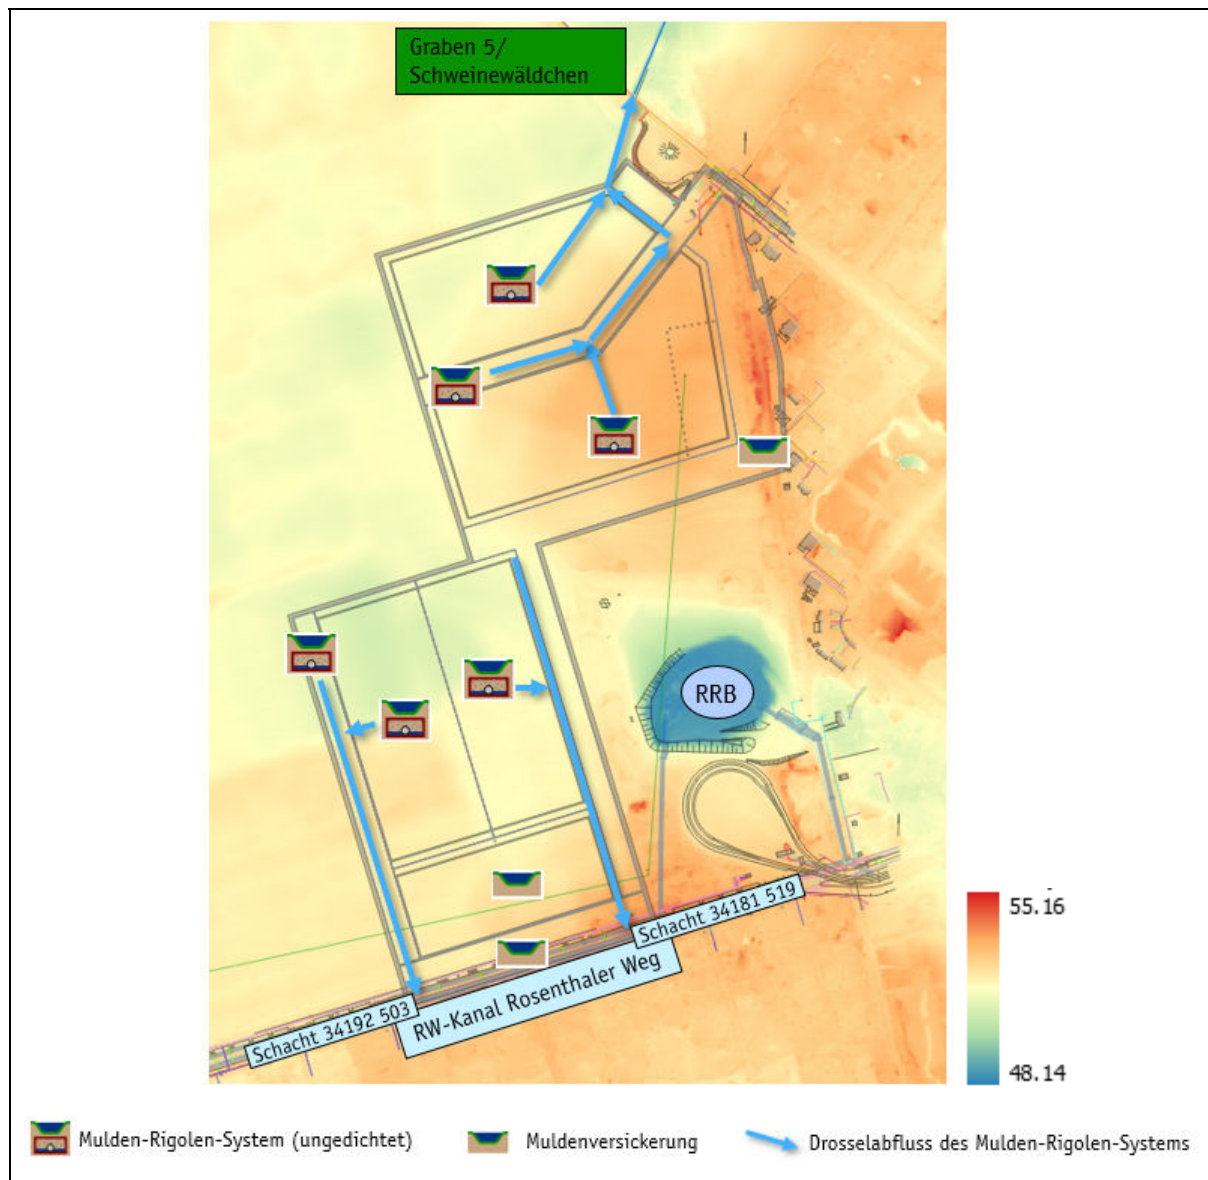 Graben 5/
Schweinewäldchen
RRB
55.16
48.14
Schacht 34181 519
RW-Kanal Rosenthaler Weg
Schacht 34192 503
Mulden-Rigolen-System (ungedichtet)
Muldenversickerung
Drosselabfluss des Mulden-Rigolen-Systems